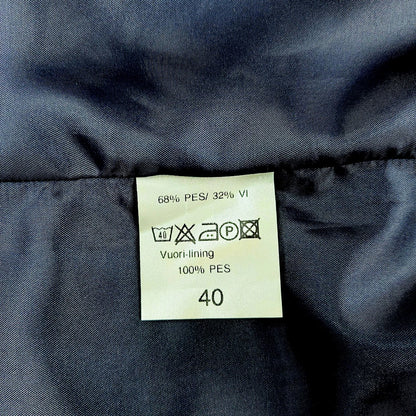 68% PES/ 32% VI
40 P
Vuori-lining
100% PES
40